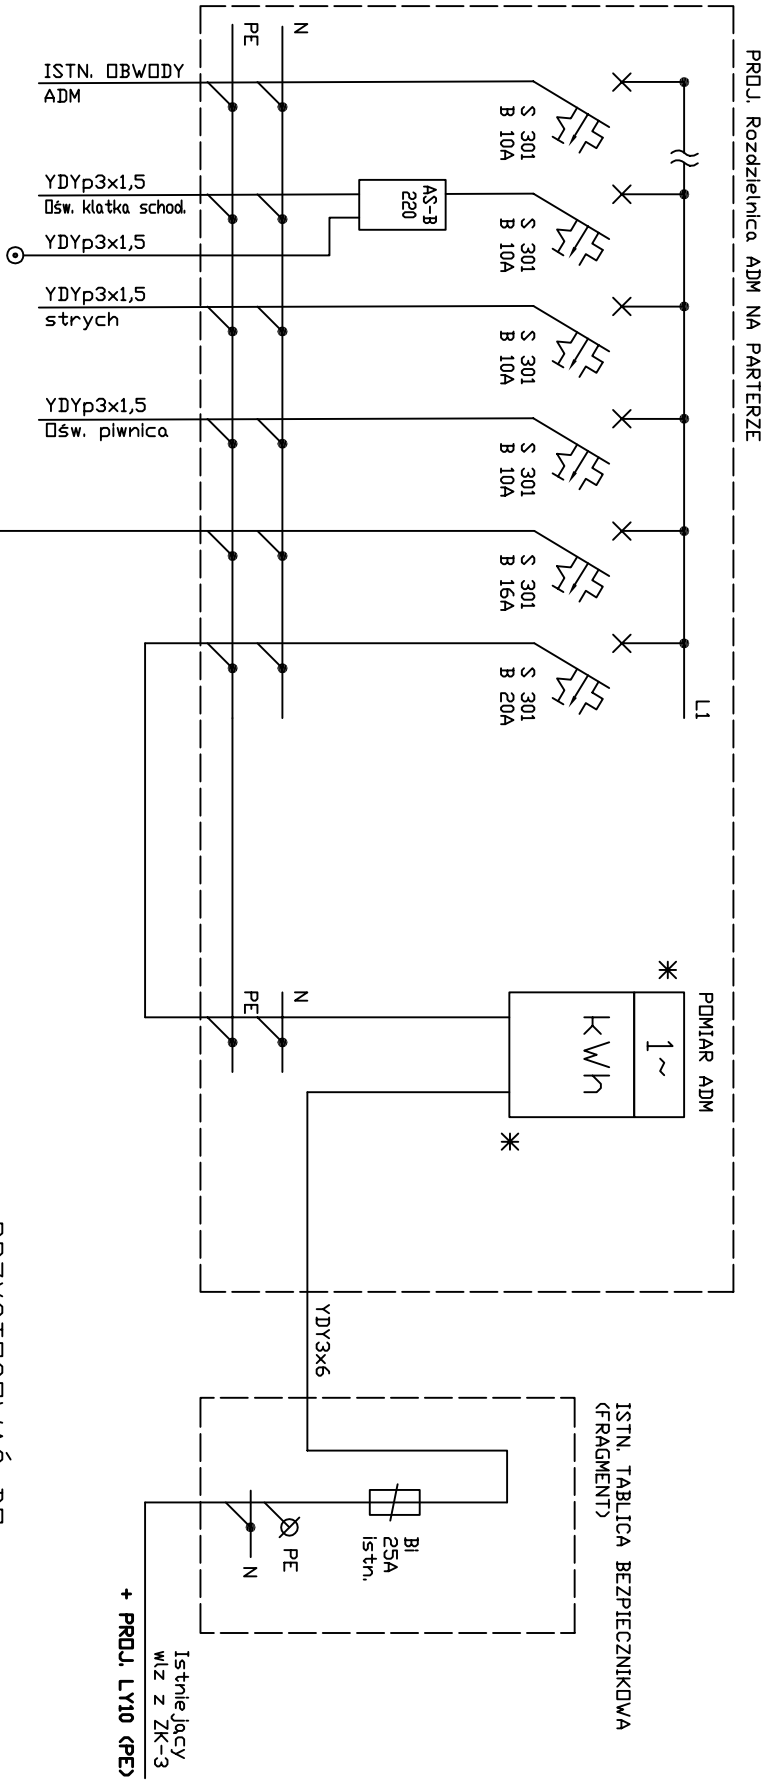 PROJ. Rozdzielnica ADM NA PARTERZE
PE
N
ISTN. OBWODY
ADM
S 301
B 10A
YDYp3x1,5
Ośw. klatka schod.
YDYp3x1,5
AS-B
220
S 301
B 10A
YDYp3x1,5
strych
S 301
B 10A
YDYp3x1,5
Ośw. piwnica
S 301
B 10A
S 301
B 16A
S 301
B 20A
L1
N
PE
POMIAR ADM
*
1~
kWh
*
YDY3x6
ISTN. TABLICA BEZPIECZNIKOWA
(FRAGMENT)
Bi
25A
istn.
PE
N
Istniejący
wlz z ZK-3
+ PROJ. LY10 (PE)